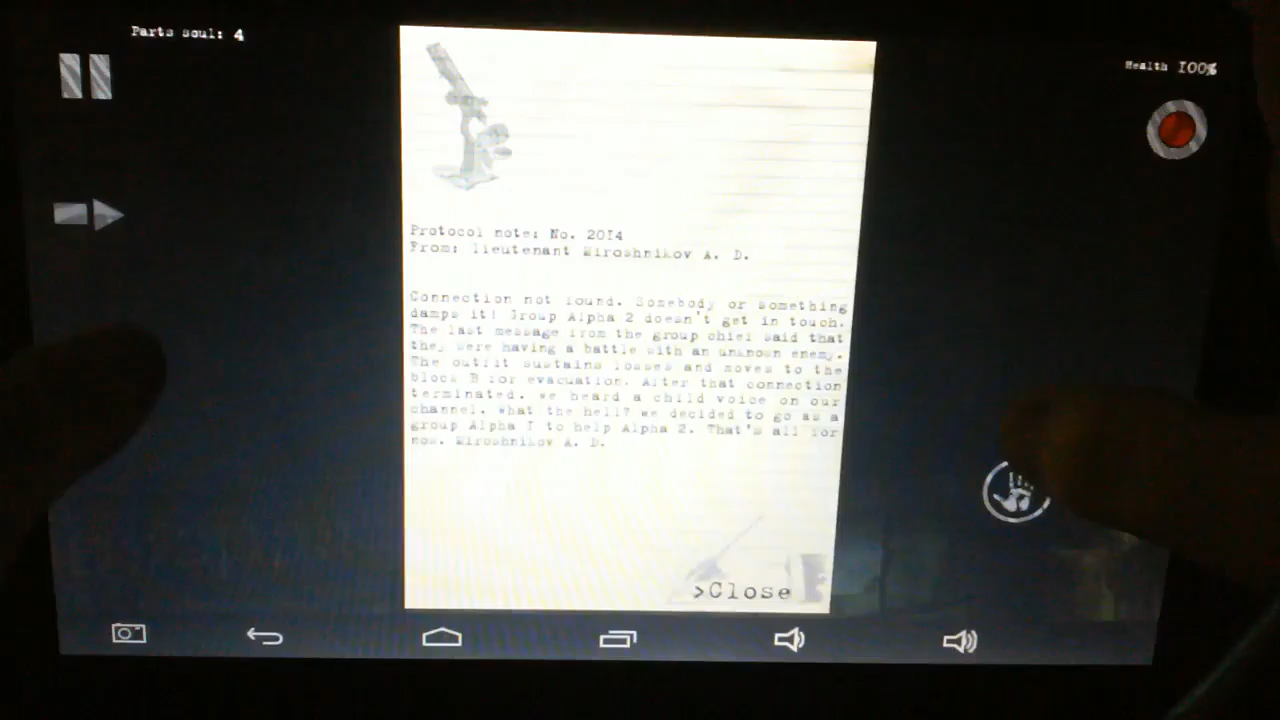 Parts soul: 4
Health 100%
Protocol note: No. 2014
From: lieutenant Miroshnikov A. D.
Connection not found. Somebody or something
damps it! Group Alpha 2 doesn't get in touch.
The last message from the group chief said that
they were having a battle with an unknown enemy.
The outfit sustains losses and moves to the
block B for evacuation. After that connection
terminated. We heard a child voice on our
channel. What the hell? We decided to go as a
group Alpha I to help Alpha 2. That's all for
now. Miroshnikov A. D.
>Close